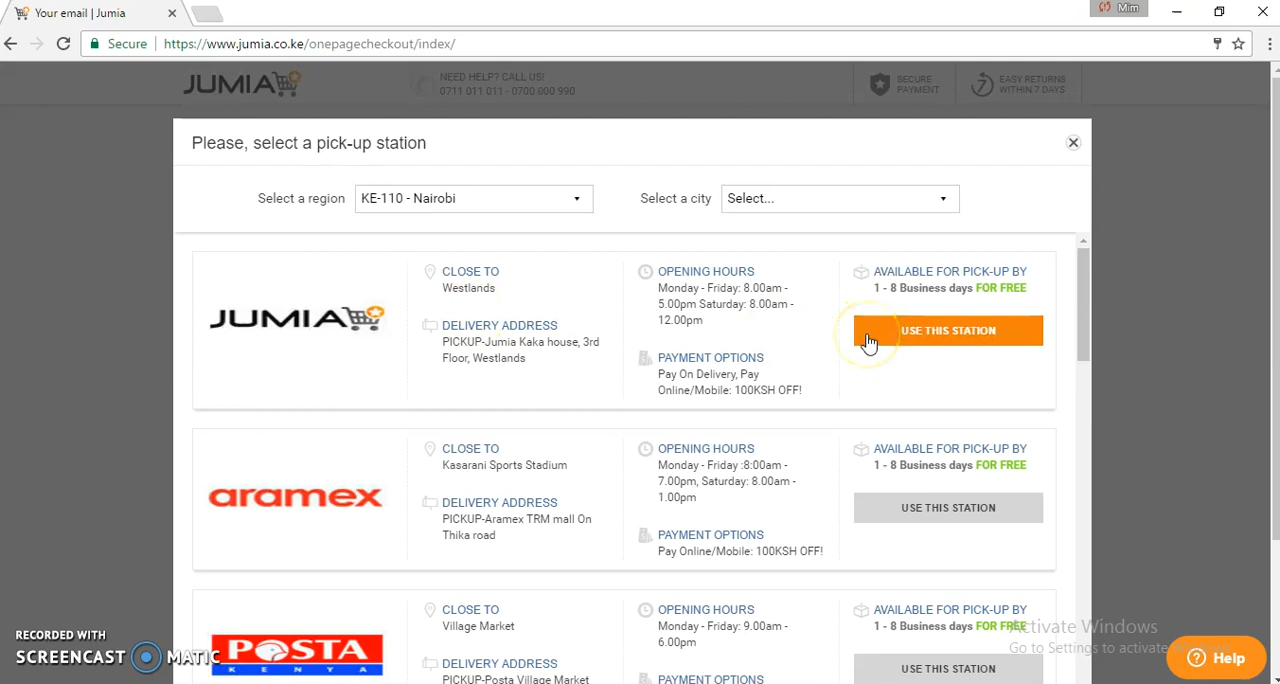 Your email | Jumia
Mim
Secure
https://www.jumia.co.ke/onepagecheckout/index/
JUMIA
NEED HELP? CALL US!
0711 011 011 - 0700 000 990
SECURE
PAYMENT
7
EASY RETURNS
WITHIN 7 DAYS
Please, select a pick-up station
Select a region
KE-110 - Nairobi
Select a city
Select...
JUMIA
CLOSE TO
Westlands
DELIVERY ADDRESS
PICKUP-Jumia Kaka house, 3rd
Floor, Westlands
OPENING HOURS
Monday - Friday: 8.00am -
5.00pm Saturday: 8.00am -
12.00pm
PAYMENT OPTIONS
Pay On Delivery, Pay
Online/Mobile: 100KSH OFF!
AVAILABLE FOR PICK-UP BY
1 - 8 Business days FOR FREE
USE THIS STATION
aramex
CLOSE TO
Kasarani Sports Stadium
DELIVERY ADDRESS
PICKUP-Aramex TRM mall On
Thika road
OPENING HOURS
Monday - Friday :8:00am -
7.00pm, Saturday: 8.00am -
1.00pm
PAYMENT OPTIONS
Pay Online/Mobile: 100KSH OFF!
AVAILABLE FOR PICK-UP BY
1 - 8 Business days FOR FREE
USE THIS STATION
POSTA
KENYA
CLOSE TO
Village Market
DELIVERY ADDRESS
PICKUP-Posta Village Market
OPENING HOURS
Monday - Friday: 9.00am -
6.00pm
PAYMENT OPTIONS
AVAILABLE FOR PICK-UP BY
1 - 8 Business days FOR FREE
USE THIS STATION
Activate Windows
Go to Settings to activate
Help
RECORDED WITH
SCREENCAST MATIC